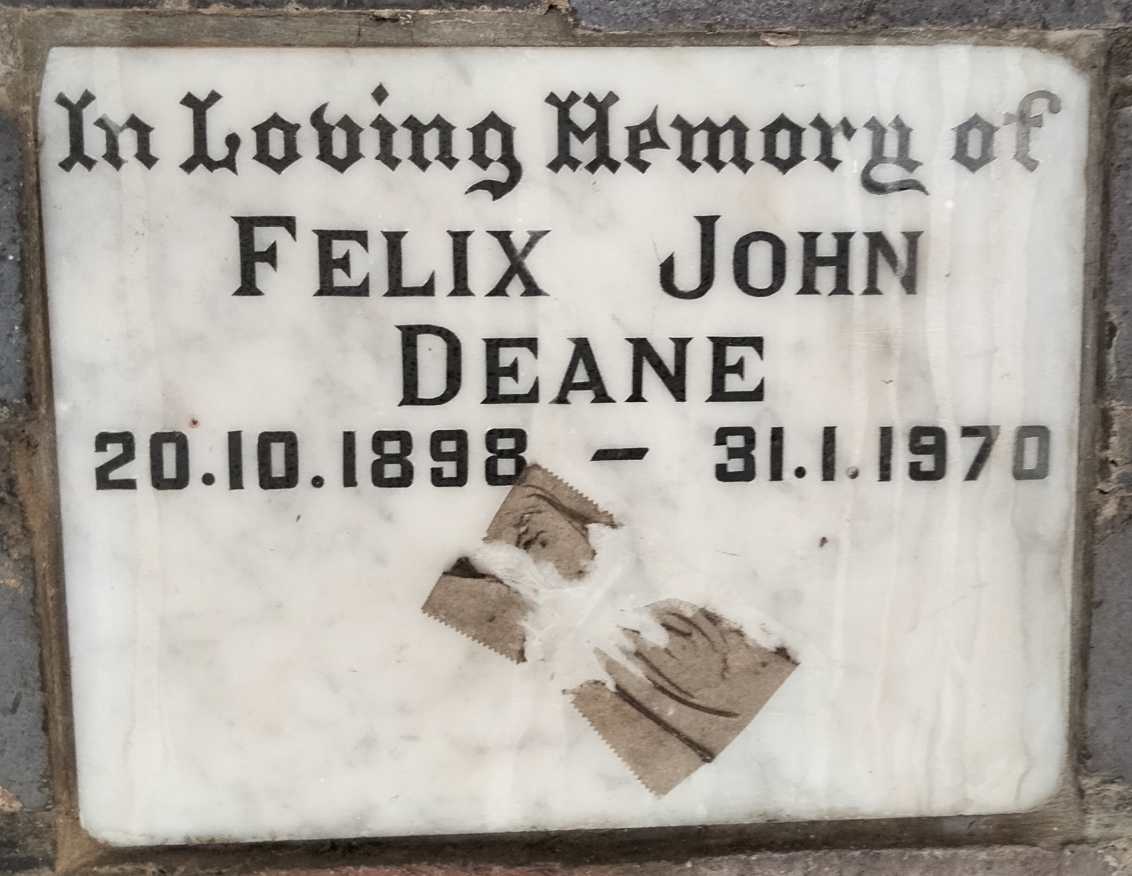 In Loving Memory of
FELIX JOHN
DEANE
20.10.1898 – 31.1.1970